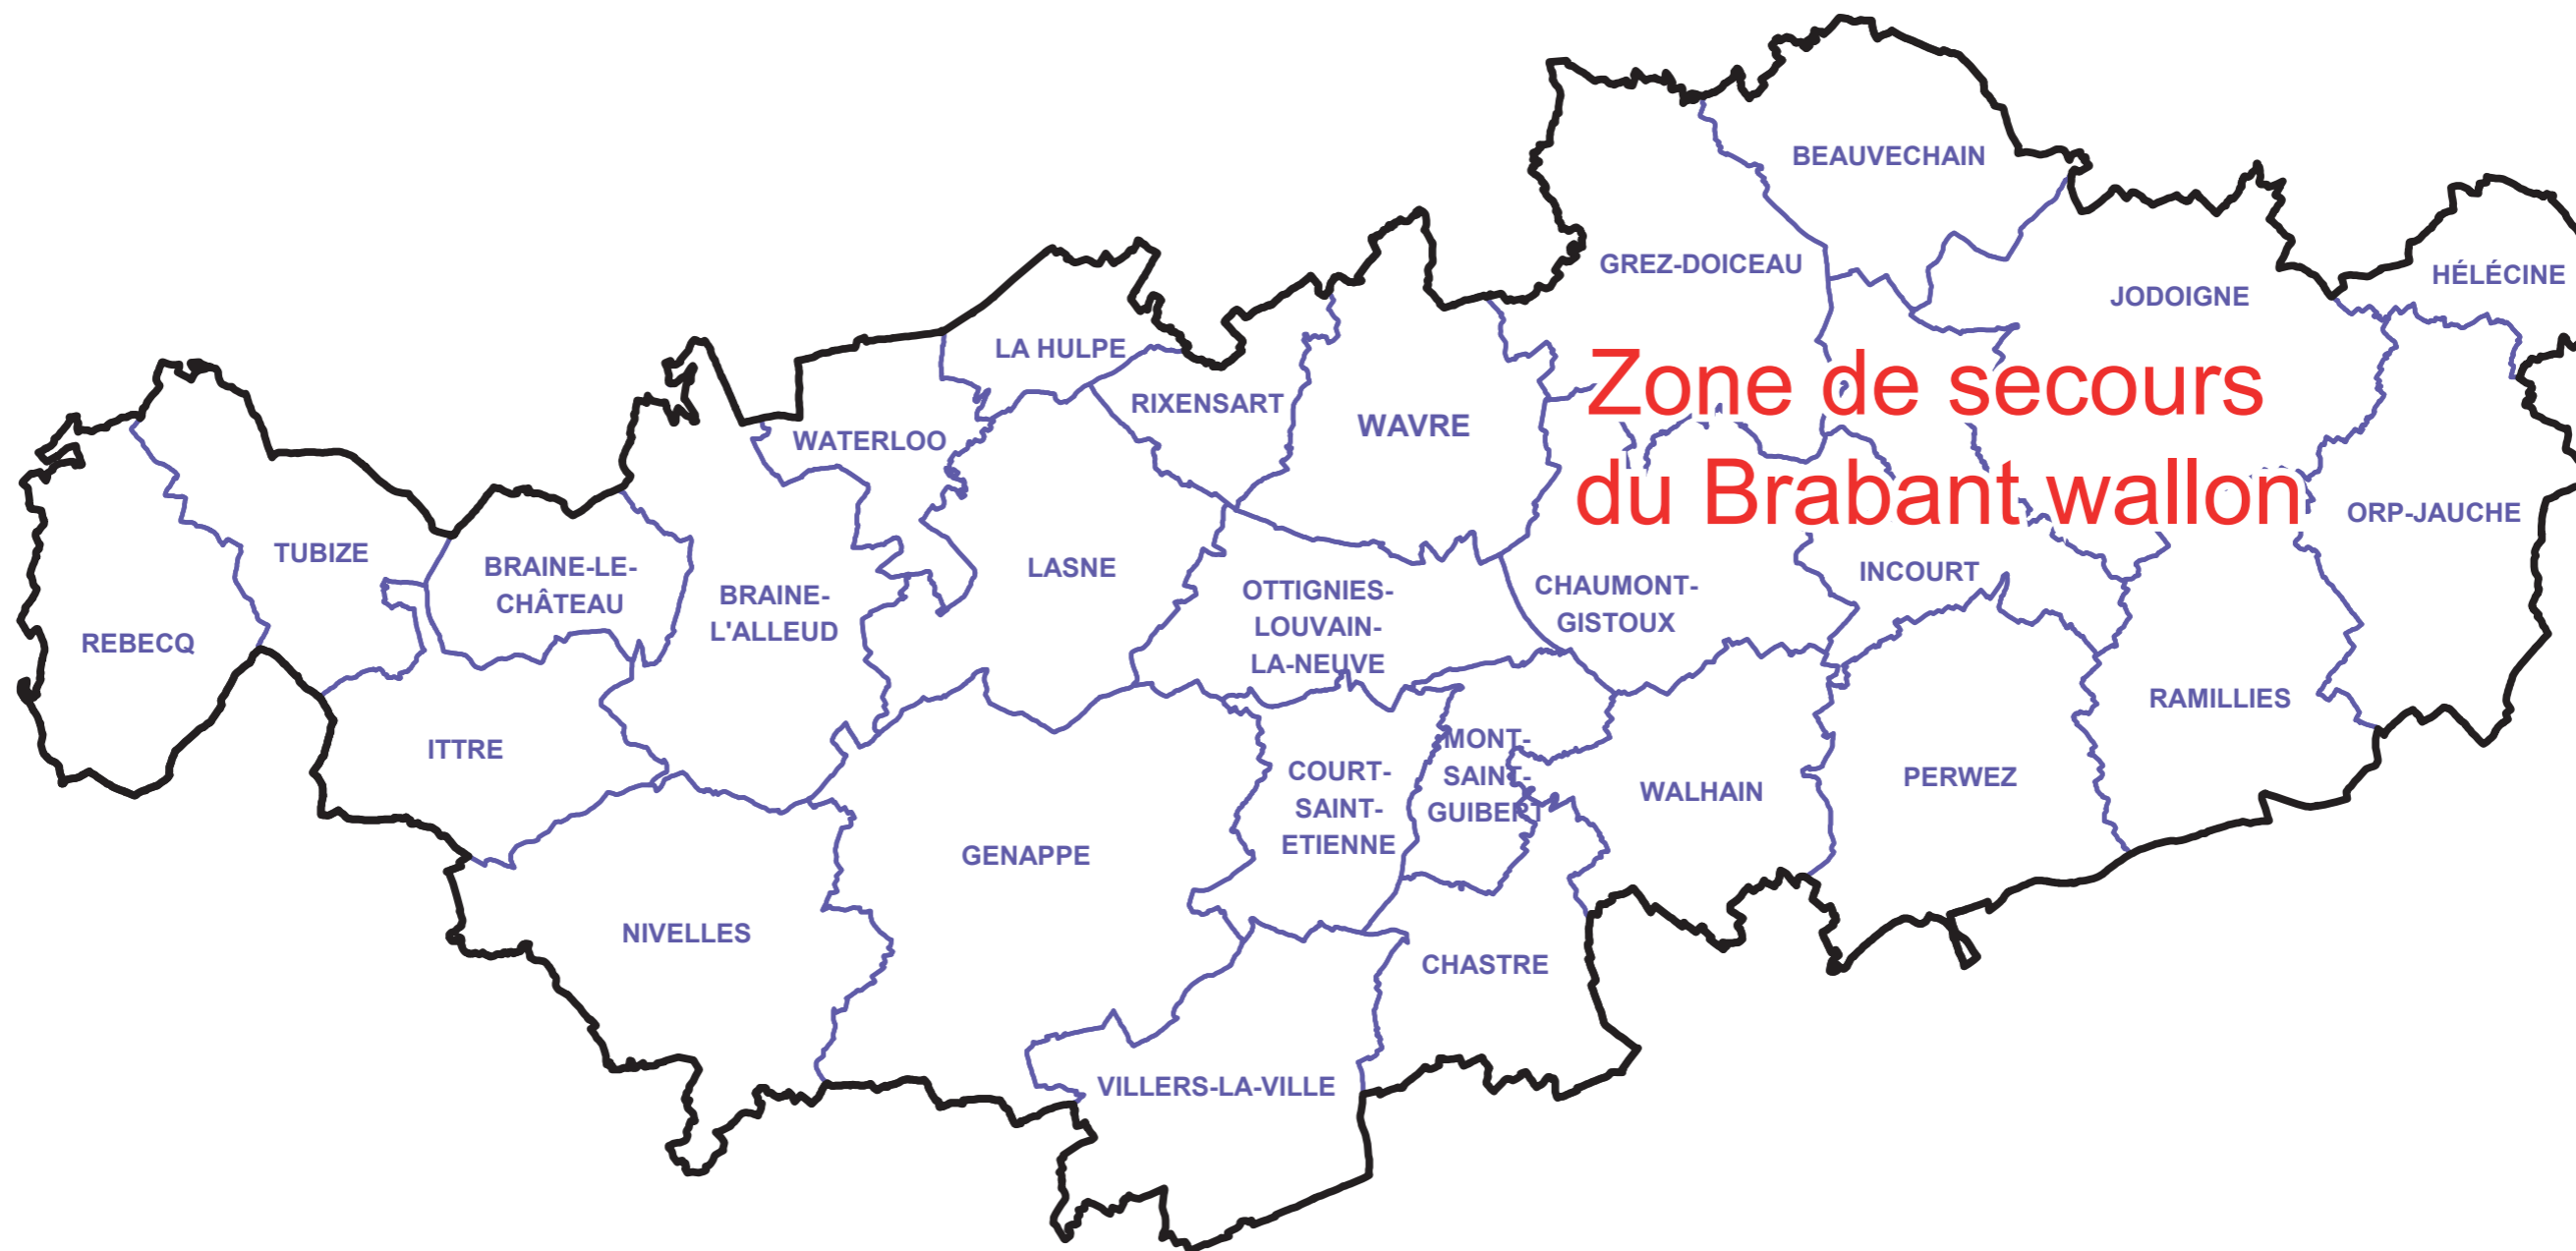 BEAUVECHAIN
GREZ-DOICEAU
HÉLÉCINE
JODOIGNE
LA HULPE
RIXENSART
Zone de secours
du Brabant wallon
WAVRE
WATERLOO
ORP-JAUCHE
TUBIZE
BRAINE-LE-
CHÂTEAU
LASNE
INCOURT
BRAINE-
L'ALLEUD
OTTIGNIES-
LOUVAIN-
LA-NEUVE
CHAUMONT-
GISTOUX
REBECQ
RAMILLIES
ITTRE
MONT-
SAINT-
GUIBERT
COURT-
SAINT-
ETIENNE
WALHAIN
PERWEZ
GENAPPE
NIVELLES
CHASTRE
VILLERS-LA-VILLE